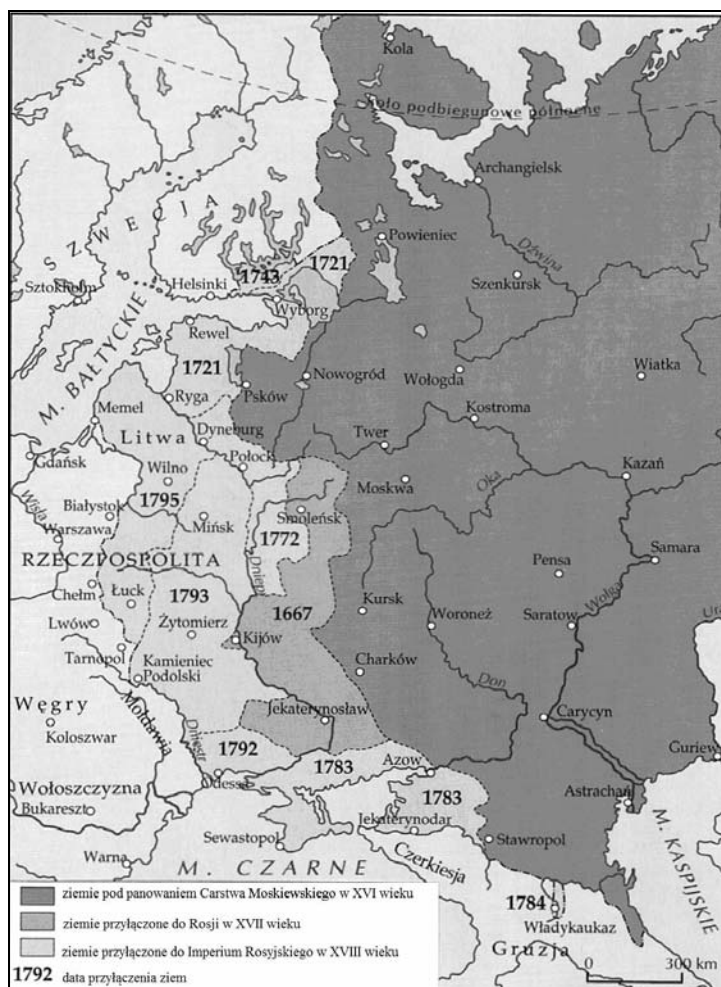 Kola
koło podbiegunowe północne
Archangielsk
SZWECJA
Powieniec
Dźwina
1721
1743
Szenkursk
Sztokholm
Helsinki
Wyborg
M. BAŁTYCKIE
Rewel
1721
Psków
Nowogród
Wołogda
Wiatka
Ryga
Kostroma
Memel
Dyneburg
Twer
Litwa
Połock
Gdańsk
Wilno
Moskwa
Oka
Kazań
Wisła
Białystok
1795
Smoleńsk
Warszawa
Mińsk
1772
RZECZPOSPOLITA
Dniepr
Pensa
Samara
Chełm
Łuck
1793
1667
Kursk
Woroneż
Saratow
Wołga
Lwów
Żytomierz
Kijów
Tarnopol
Kamieniec
Podolski
Charków
Don
Węgry
Mołdawia
Jekaterynosław
Carycyn
Koloszwar
Dniestr
1792
Guriew
Odessa
1783
Azow
Wołoszczyzna
1783
Astrachań
Bukareszt
Jekaterynodar
Sewastopol
Stawropol
M. KASPIJSKIE
Warna
M. CZARNE
Czerkiesja
1784
Władykaukaz
Gruzja
0 300 km
ziemie pod panowaniem Carstwa Moskiewskiego w XVI wieku
ziemie przyłączone do Rosji w XVII wieku
ziemie przyłączone do Imperium Rosyjskiego w XVIII wieku
1792 data przyłączenia ziem